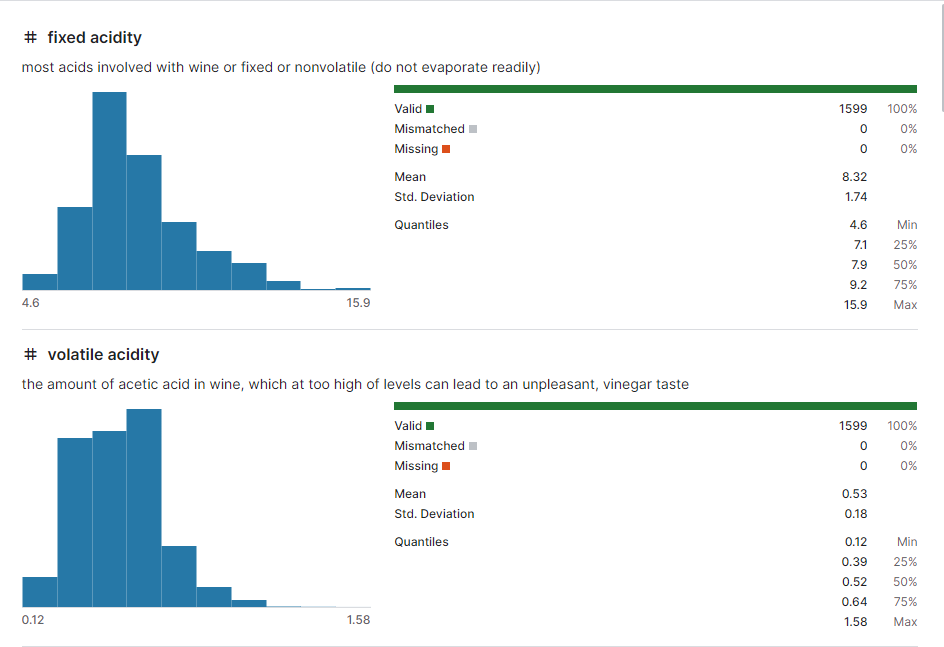 # fixed acidity
most acids involved with wine or fixed or nonvolatile (do not evaporate readily)
Valid 1599 100%
Mismatched 0 0%
Missing 0 0%
Mean 8.32
Std. Deviation 1.74
Quantiles 4.6 Min
7.1 25%
7.9 50%
9.2 75%
15.9 Max
4.6 15.9
# volatile acidity
the amount of acetic acid in wine, which at too high of levels can lead to an unpleasant, vinegar taste
Valid 1599 100%
Mismatched 0 0%
Missing 0 0%
Mean 0.53
Std. Deviation 0.18
Quantiles 0.12 Min
0.39 25%
0.52 50%
0.64 75%
1.58 Max
0.12 1.58